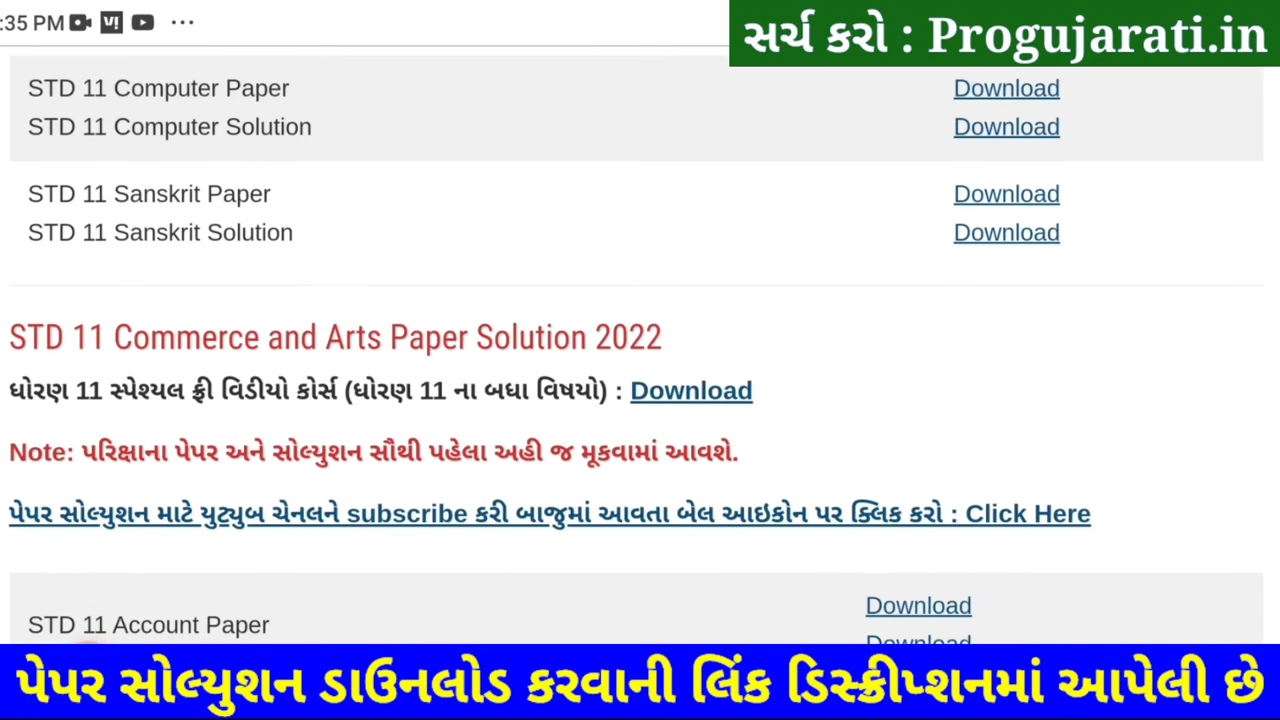 :35 PM
સર્ચ કરો : Progujarati.in
STD 11 Computer Paper Download
STD 11 Computer Solution Download
STD 11 Sanskrit Paper Download
STD 11 Sanskrit Solution Download
STD 11 Commerce and Arts Paper Solution 2022
ધોરણ 11 સ્પેશ્યલ ફ્રી વિડીયો કોર્સ (ધોરણ 11 ના બધા વિષયો) : Download
Note: પરિક્ષાના પેપર અને સોલ્યુશન સૌથી પહેલા અહી જ મૂકવામાં આવશે.
પેપર સોલ્યુશન માટે યુટ્યુબ ચેનલને subscribe કરી બાજુમાં આવતા બેલ આઇકોન પર ક્લિક કરો : Click Here
Download
STD 11 Account Paper
Download
પેપર સોલ્યુશન ડાઉનલોડ કરવાની લિંક ડિસ્ક્રીપ્શનમાં આપેલી છે